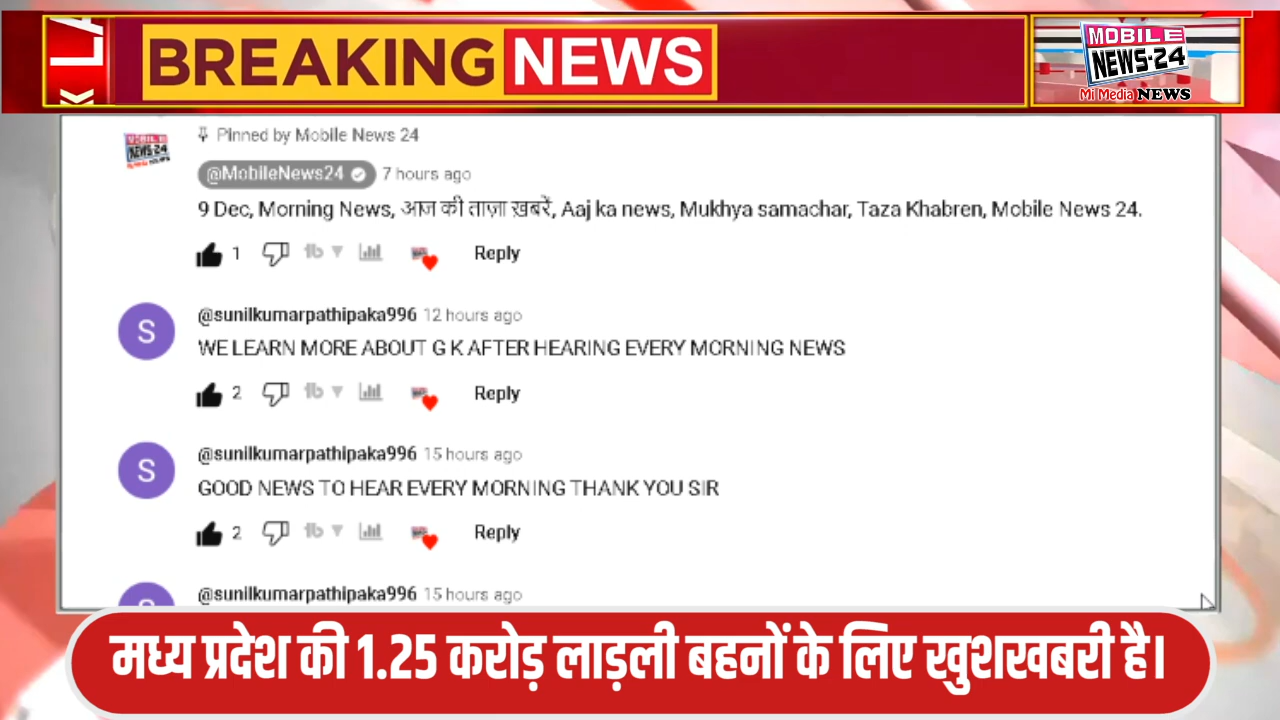 BREAKING NEWS
MOBILE
NEWS-24
Mi Media NEWS
Pinned by Mobile News 24
@MobileNews24 7 hours ago
9 Dec, Morning News, आज की ताज़ा ख़बरें, Aaj ka news, Mukhya samachar, Taza Khabren, Mobile News 24.
1 Reply
@sunilkumarpathipaka996 12 hours ago
WE LEARN MORE ABOUT G K AFTER HEARING EVERY MORNING NEWS
2 Reply
@sunilkumarpathipaka996 15 hours ago
GOOD NEWS TO HEAR EVERY MORNING THANK YOU SIR
2 Reply
@sunilkumarpathipaka996 15 hours ago
मध्य प्रदेश की 1.25 करोड़ लाड़ली बहनों के लिए खुशखबरी है।